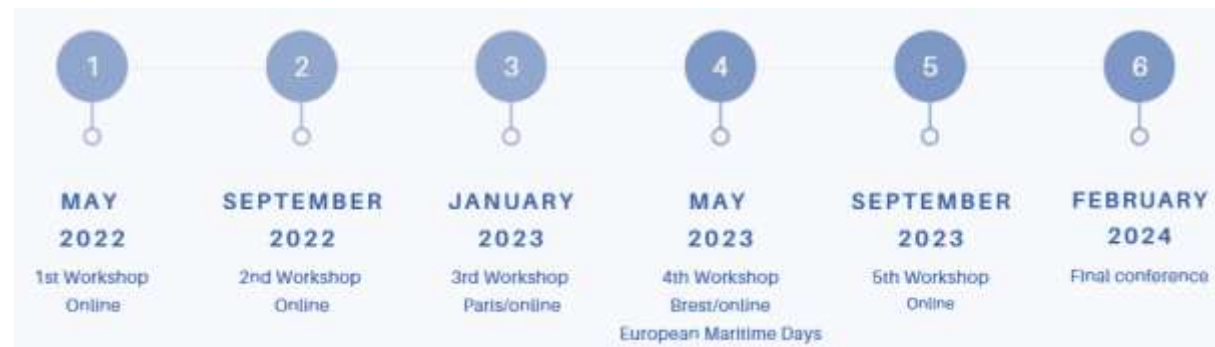 1
2
3
4
5
6
MAY
2022
1st Workshop
Online
SEPTEMBER
2022
2nd Workshop
Online
JANUARY
2023
3rd Workshop
Paris/online
MAY
2023
4th Workshop
Brest/online
European Maritime Days
SEPTEMBER
2023
5th Workshop
Online
FEBRUARY
2024
Final conference